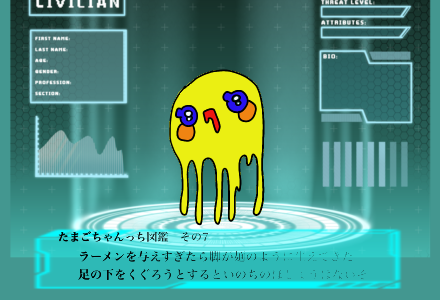 CIVILIAN
FIRST NAME:
LAST NAME:
AGE:
GENDER:
PROFESSION:
SECTION:
THREAT LEVEL:
ATTRIBUTES:
BIO:
たまごちゃんっち図鑑 その7
ラーメンを与えすぎたら脚が麺のように生えてきた
足の下をくぐろうとするといのちのほしょうはないぞ